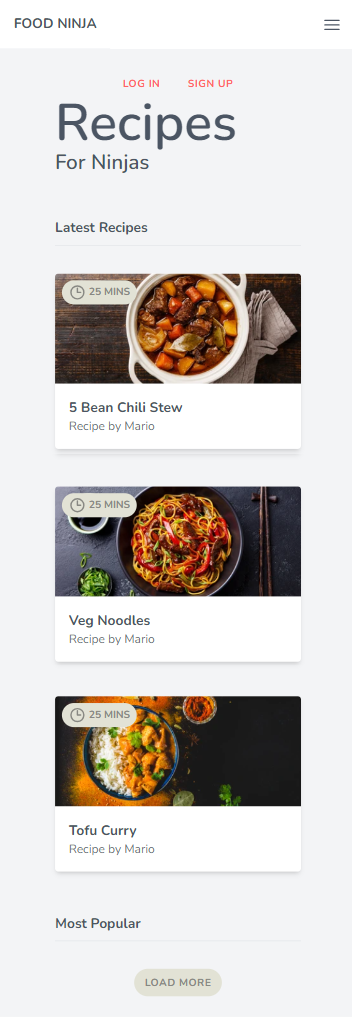 FOOD NINJA
LOG IN SIGN UP
Recipes
For Ninjas
Latest Recipes
25 MINS
5 Bean Chili Stew
Recipe by Mario
25 MINS
Veg Noodles
Recipe by Mario
25 MINS
Tofu Curry
Recipe by Mario
Most Popular
LOAD MORE